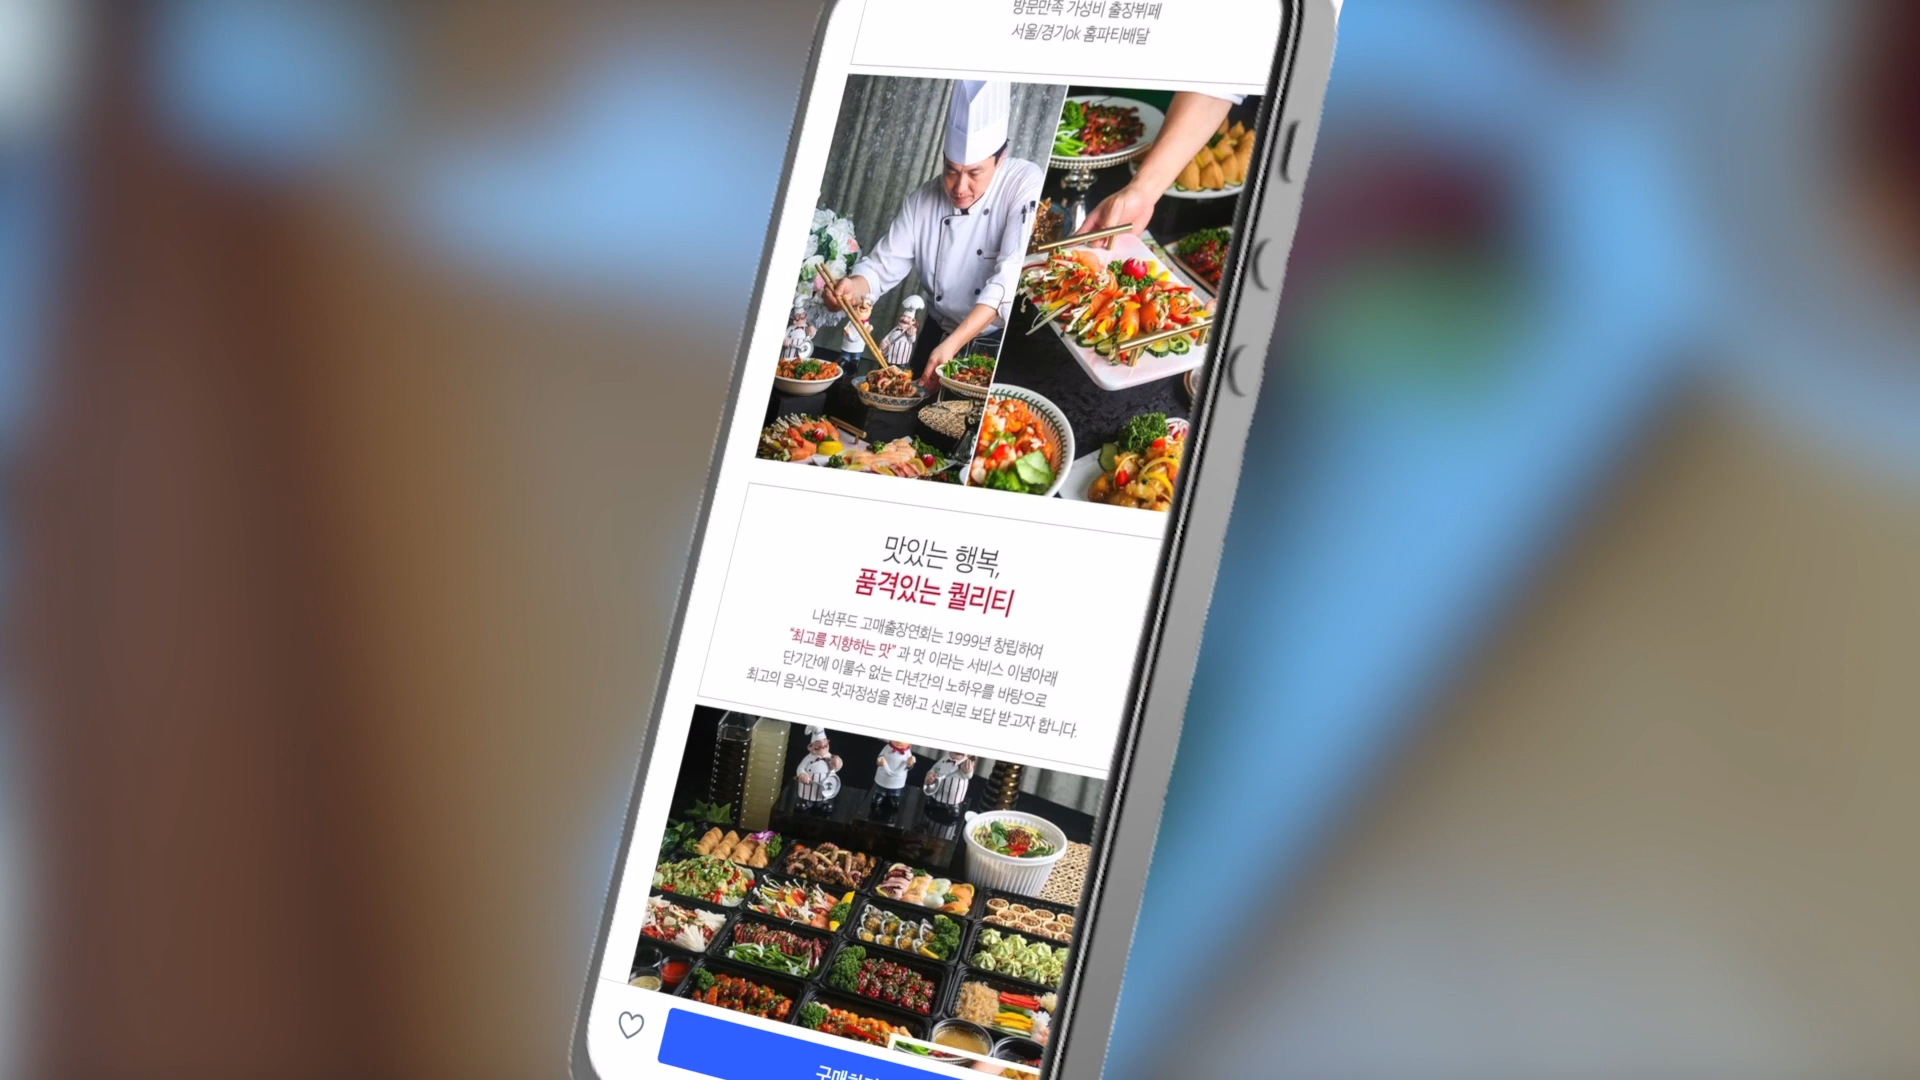 방문만족 가성비 출장뷔페
서울/경기ok 홈파티배달
맛있는 행복,
품격있는 퀄리티
나섬푸드 고매출장연회는 1999년 창립하여
"최고를 지향하는 맛" 과 멋 이라는 서비스 이념아래
단기간에 이룰수 없는 다년간의 노하우를 바탕으로
최고의 음식으로 맛과정성을 전하고 신뢰로 보답 받고자 합니다.